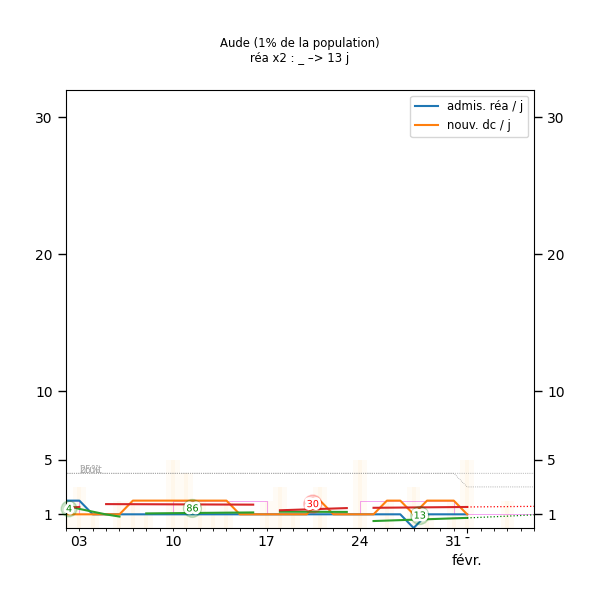 Aude (1% de la population)
réa x2 : _ –> 13 j
admis. réa / j
nouv. dc / j
30 30
20 20
10 10
5 5
1 1
4 86 30 13
03 10 17 24 31 -
févr.